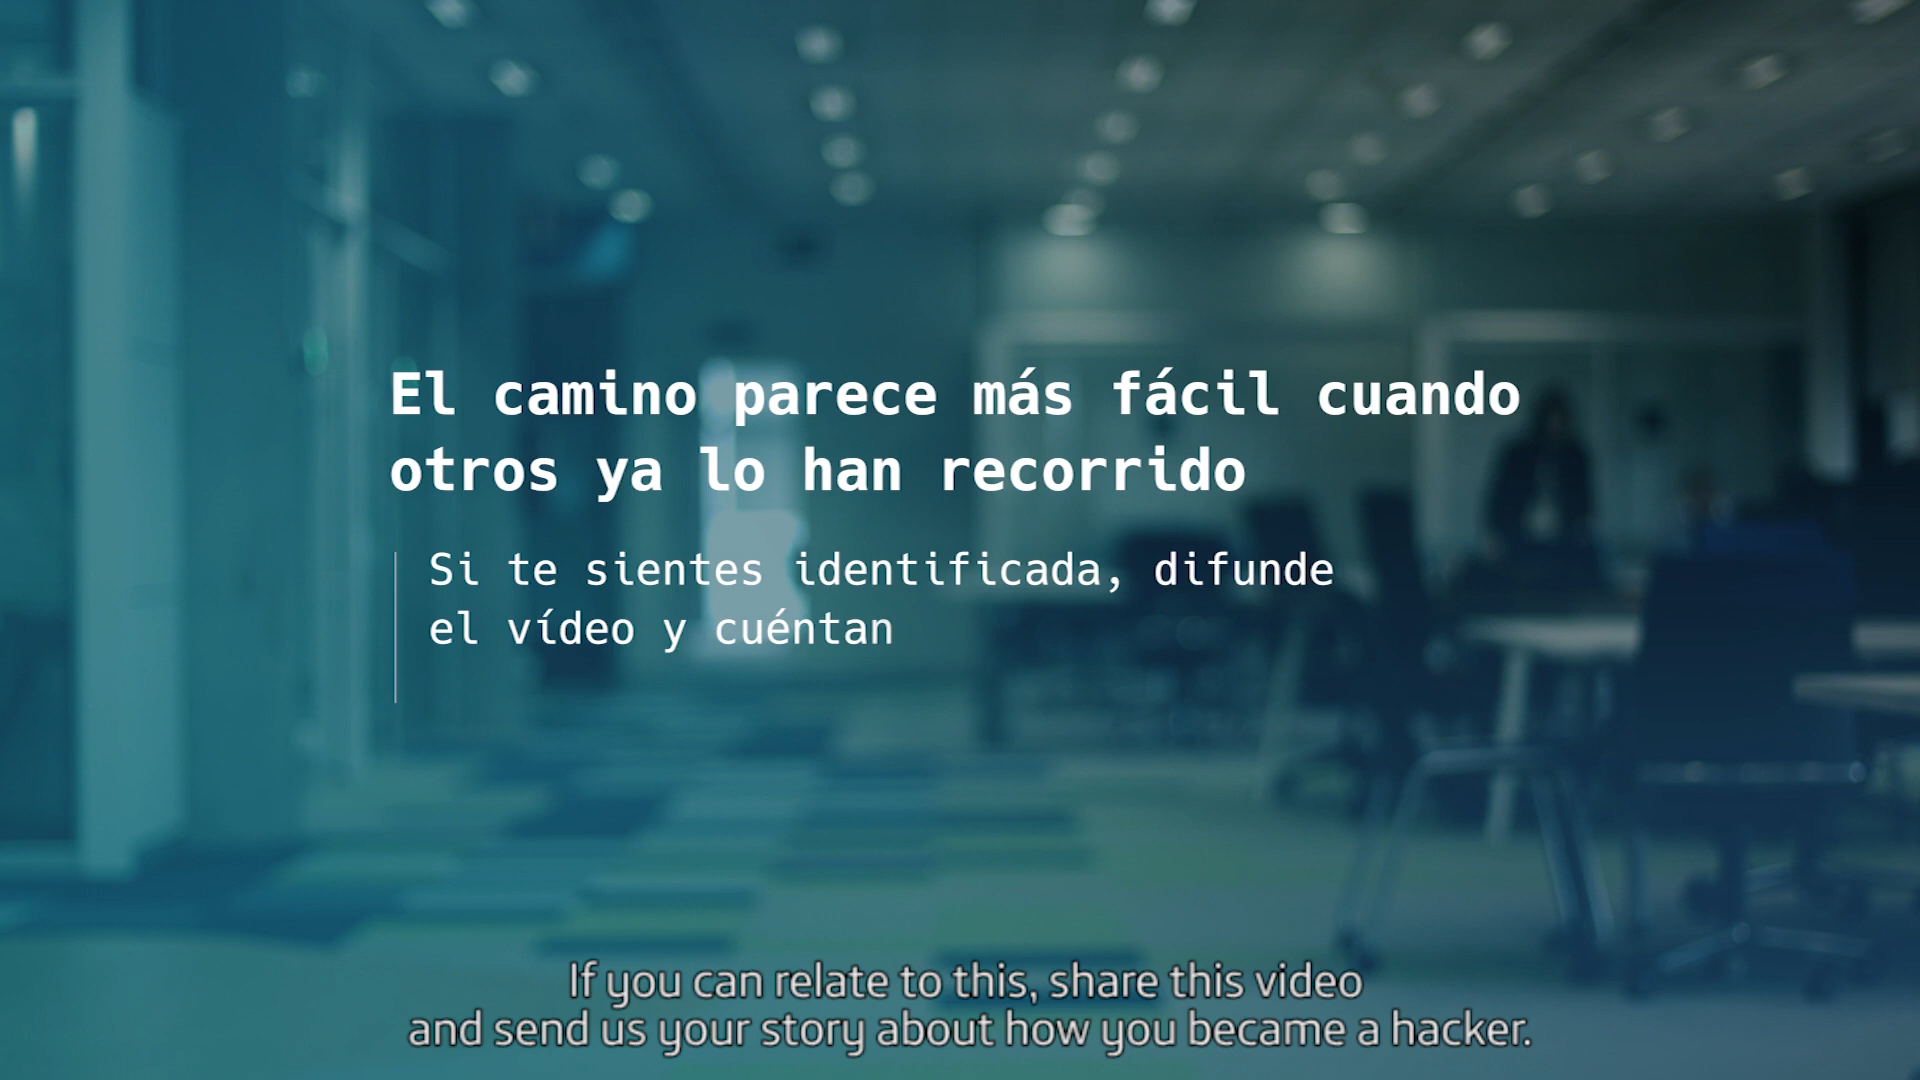 El camino parece más fácil cuando
otros ya lo han recorrido
Si te sientes identificada, difunde
el vídeo y cuéntan
If you can relate to this, share this video
and send us your story about how you became a hacker.